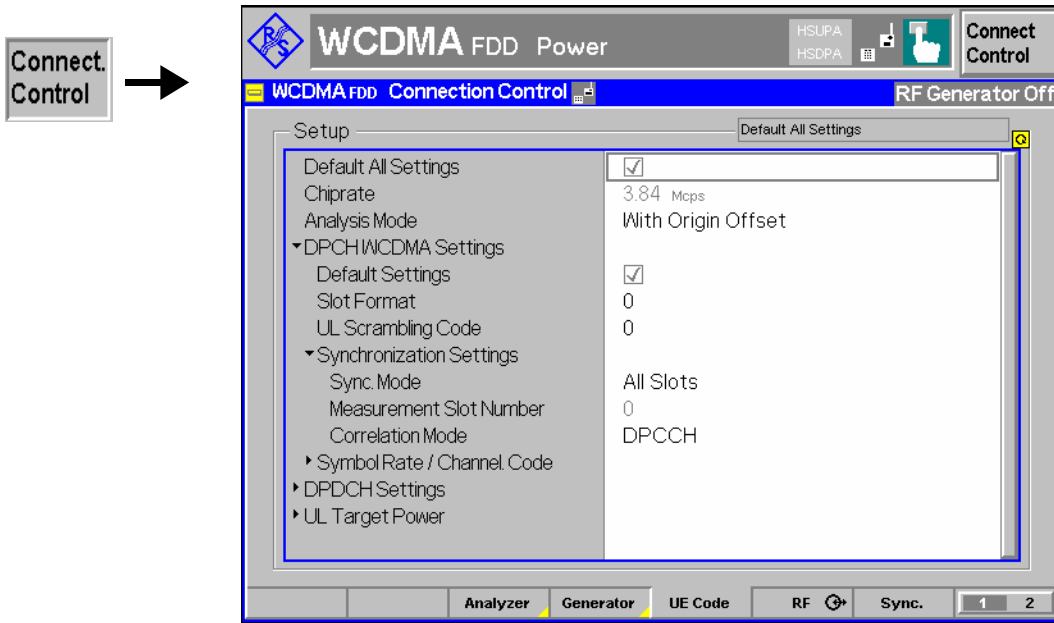 Connect.
Control
R&S
WCDMA FDD Power
HSUPA
HSDPA
Connect
Control
WCDMA FDD Connection Control
RF Generator Off
Setup
Default All Settings
Default All Settings
Chiprate 3.84 Mcps
Analysis Mode With Origin Offset
DPCH WCDMA Settings
Default Settings
Slot Format 0
UL Scrambling Code 0
Synchronization Settings
Sync. Mode All Slots
Measurement Slot Number 0
Correlation Mode DPCCH
Symbol Rate / Channel. Code
DPDCH Settings
UL Target Power
Analyzer Generator UE Code RF Sync. 1 2